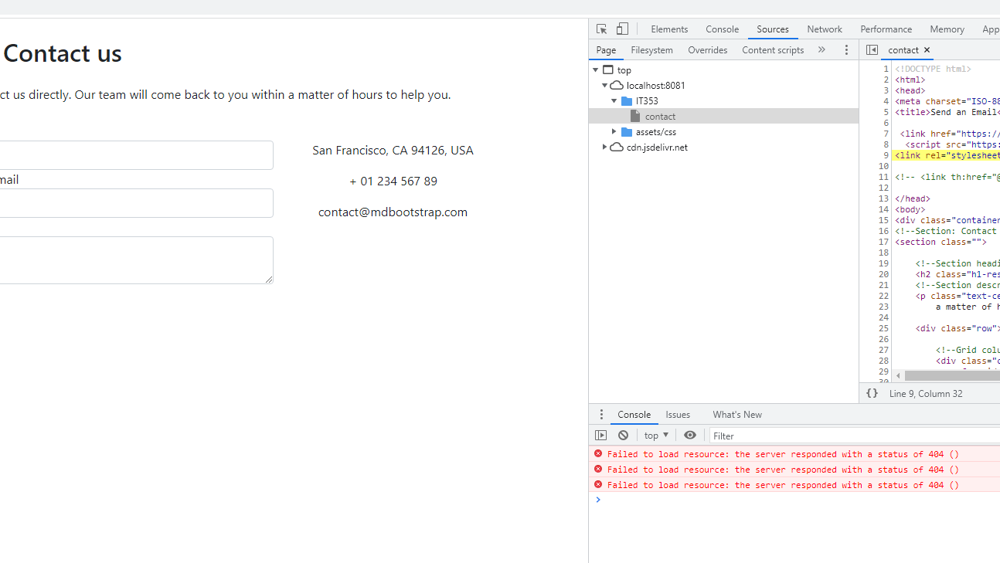 Contact us
ct us directly. Our team will come back to you within a matter of hours to help you.
mail
San Francisco, CA 94126, USA
+ 01 234 567 89
contact@mdbootstrap.com
Elements Console Sources Network Performance Memory App
Page Filesystem Overrides Content scripts »
top
localhost:8081
IT353
contact
assets/css
cdn.jsdelivr.net
contact ×
1 <!DOCTYPE html>
2 <html>
3 <head>
4 <meta charset="ISO-88
5 <title>Send an Email<
6
7 <link href="https://
8 <script src="https:
9 <link rel="stylesheet
10
11 <!-- <link th:href="@
12
13 </head>
14 <body>
15 <div class="container
16 <!--Section: Contact
17 <section class="">
18
19 <!--Section headi
20 <h2 class="h1-res
21 <!--Section descr
22 <p class="text-ce
23 a matter of h
24
25 <div class="row">
26
27 <!--Grid colu
28 <div class="c
29
30
{} Line 9, Column 32
Console Issues What's New
top ▼ Filter
Failed to load resource: the server responded with a status of 404 ()
Failed to load resource: the server responded with a status of 404 ()
Failed to load resource: the server responded with a status of 404 ()